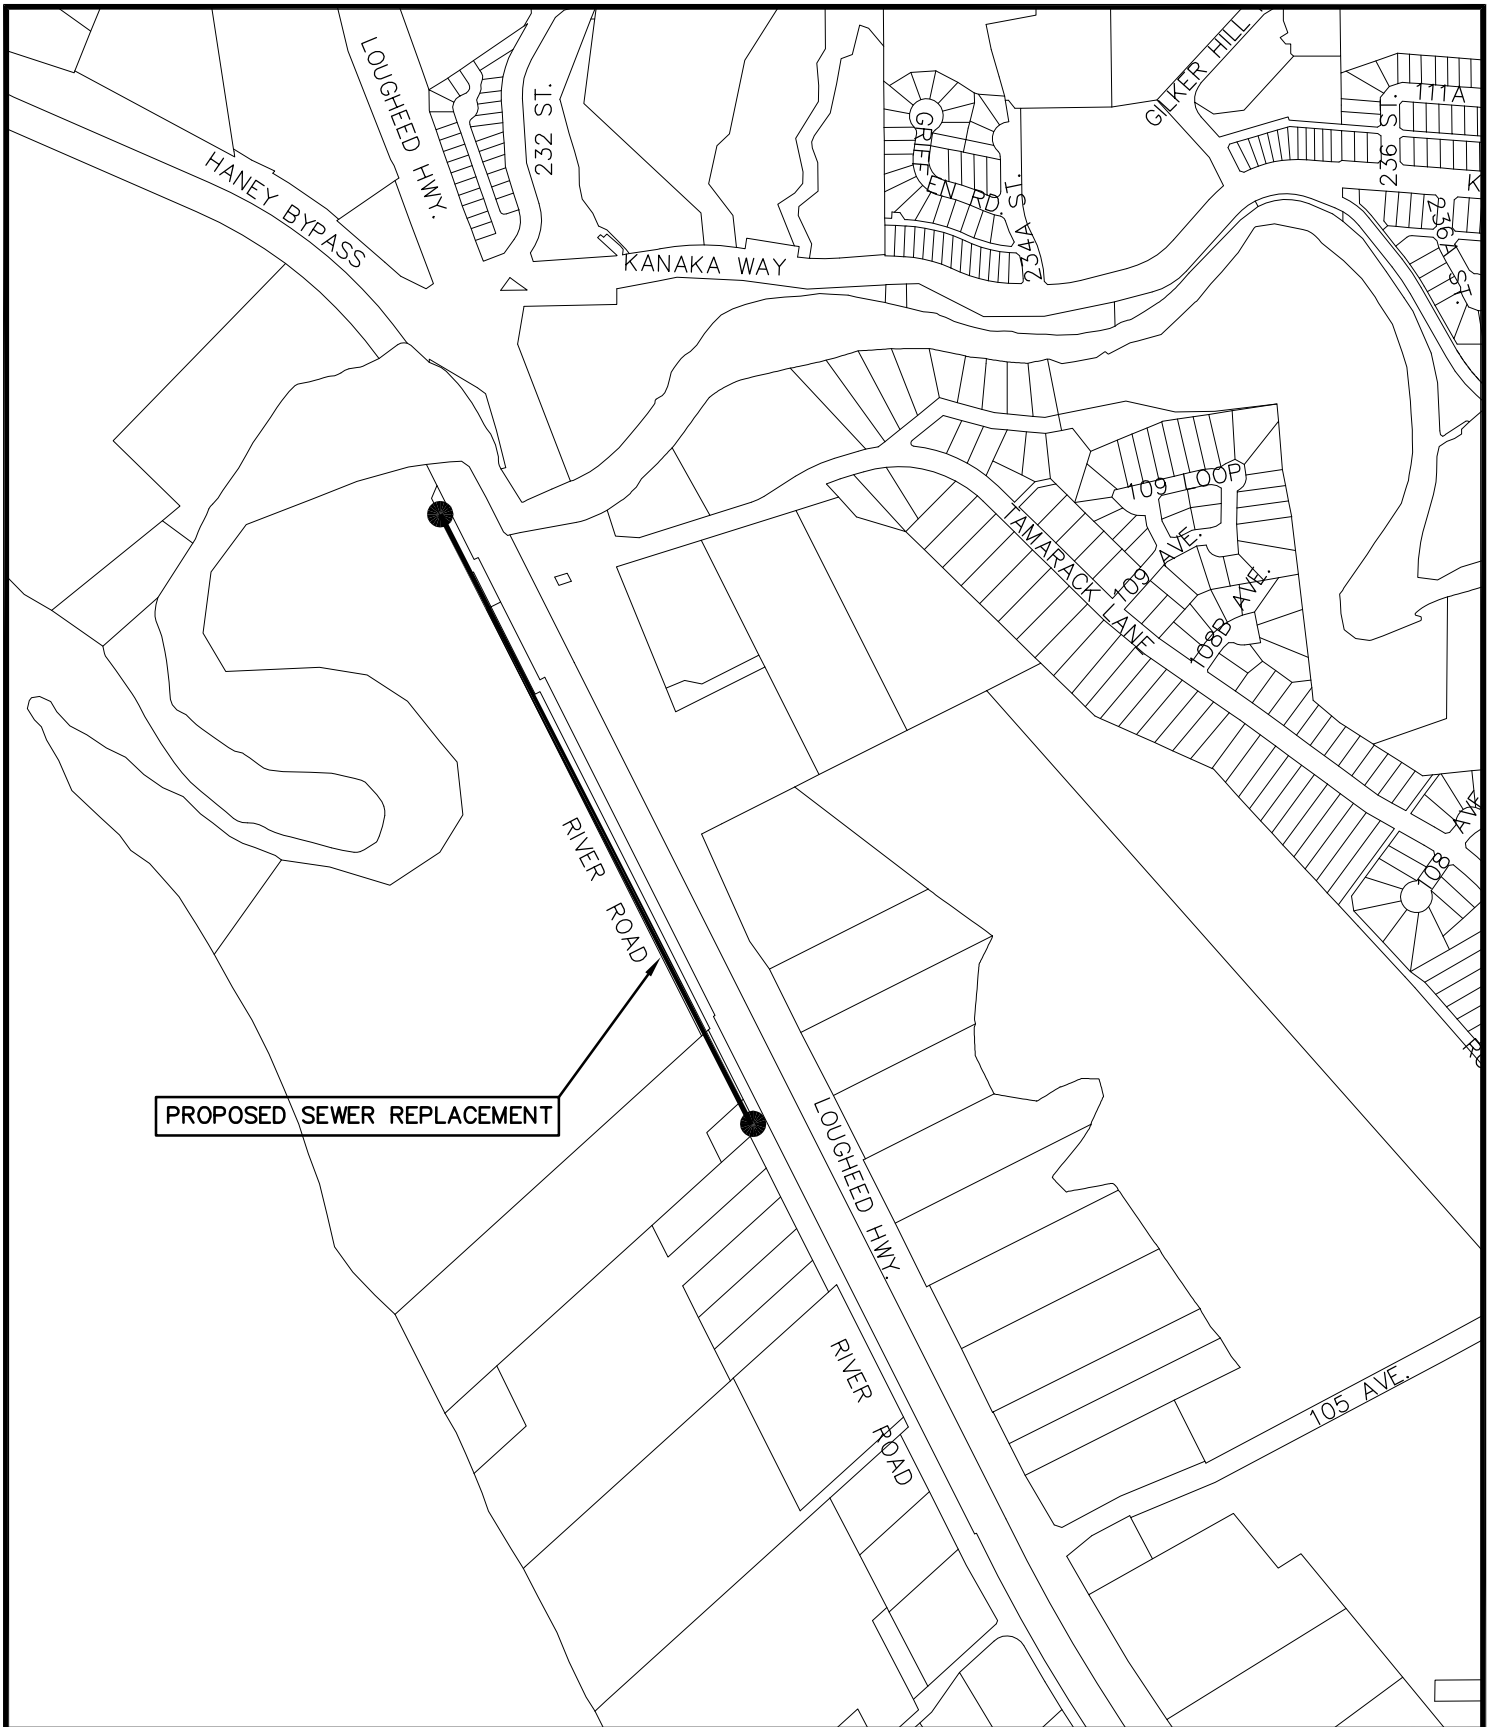 LOUGHEED HWY.
232 ST.
HANEY BYPASS
KANAKA WAY
GREEN RD.
234A ST.
GILKER HILL
236 ST.
111A
K
236A ST.
109 LOOP
109 AVE.
108B AVE.
TAMARACK LANE
108 AVE
RIVER ROAD
PROPOSED SEWER REPLACEMENT
LOUGHEED HWY.
RIVER ROAD
105 AVE.